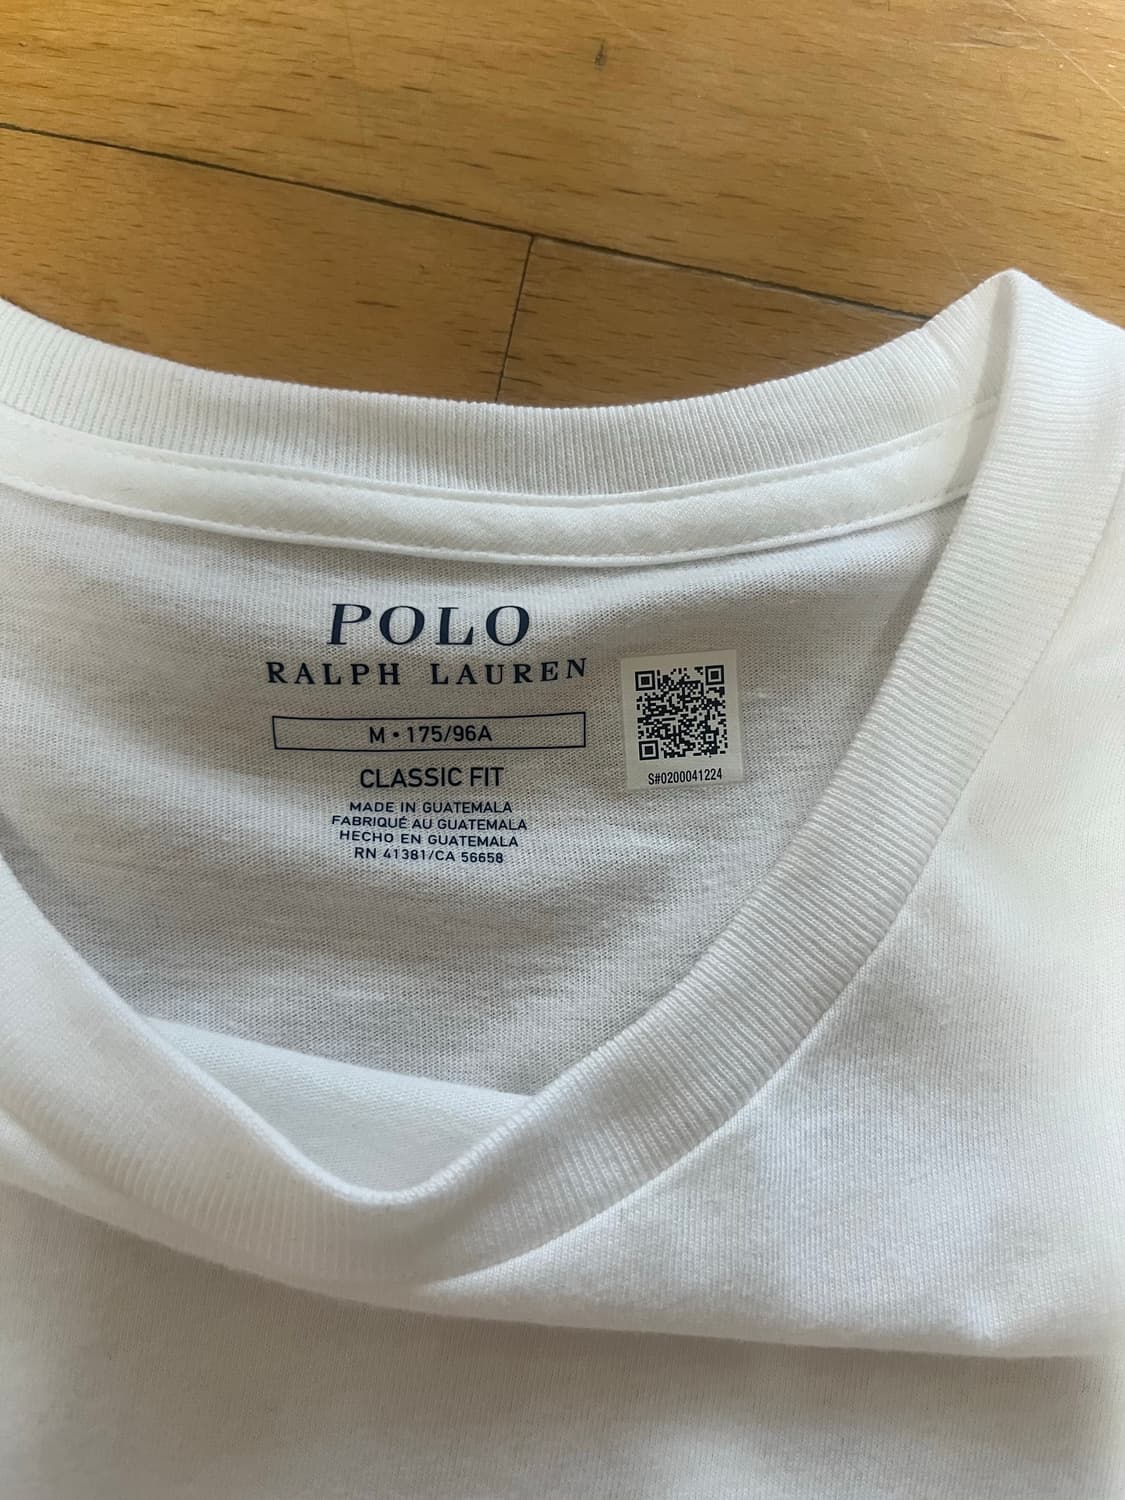 POLO
RALPH LAUREN
M • 175/96A
CLASSIC FIT
MADE IN GUATEMALA
FABRIQUÉ AU GUATEMALA
HECHO EN GUATEMALA
RN 41381/CA 56658
S#0200041224